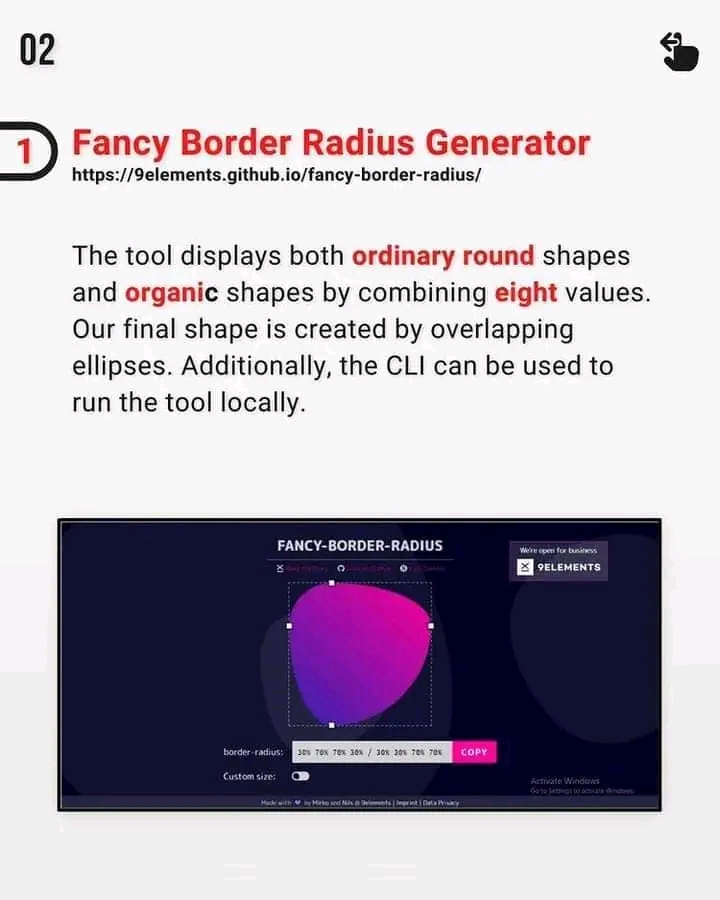 02
1
Fancy Border Radius Generator
https://9elements.github.io/fancy-border-radius/
The tool displays both ordinary round shapes
and organic shapes by combining eight values.
Our final shape is created by overlapping
ellipses. Additionally, the CLI can be used to
run the tool locally.
FANCY-BORDER-RADIUS
We're open for business
9ELEMENTS
border-radius:
30% 70% 70% 30% / 30% 30% 70% 70%
COPY
Custom size:
Activate Windows
Go to Settings to activate Windows.
Made with by Mirko and Nils @ 9elements | Imprint | Data Privacy